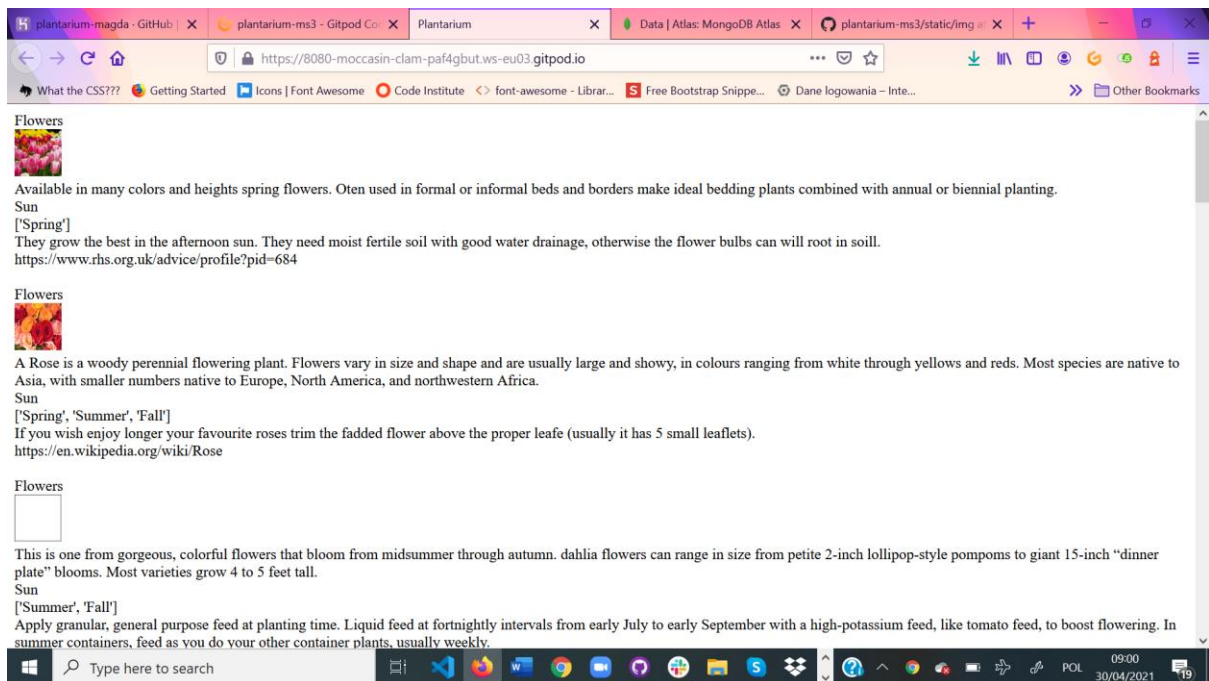 plantarium-magda · GitHub |
plantarium-ms3 - Gitpod Co
Plantarium
Data | Atlas: MongoDB Atlas
plantarium-ms3/static/img a
https://8080-moccasin-clam-paf4gbut.ws-eu03.gitpod.io
What the CSS???
Getting Started
Icons | Font Awesome
Code Institute
font-awesome - Librar...
Free Bootstrap Snippe...
Dane logowania – Inte...
Other Bookmarks
Flowers
Available in many colors and heights spring flowers. Oten used in formal or informal beds and borders make ideal bedding plants combined with annual or biennial planting.
Sun
['Spring']
They grow the best in the afternoon sun. They need moist fertile soil with good water drainage, otherwise the flower bulbs can will root in soill.
https://www.rhs.org.uk/advice/profile?pid=684
Flowers
A Rose is a woody perennial flowering plant. Flowers vary in size and shape and are usually large and showy, in colours ranging from white through yellows and reds. Most species are native to
Asia, with smaller numbers native to Europe, North America, and northwestern Africa.
Sun
['Spring', 'Summer', 'Fall']
If you wish enjoy longer your favourite roses trim the fadded flower above the proper leafe (usually it has 5 small leaflets).
https://en.wikipedia.org/wiki/Rose
Flowers
This is one from gorgeous, colorful flowers that bloom from midsummer through autumn. dahlia flowers can range in size from petite 2-inch lollipop-style pompoms to giant 15-inch “dinner
plate” blooms. Most varieties grow 4 to 5 feet tall.
Sun
['Summer', 'Fall']
Apply granular, general purpose feed at planting time. Liquid feed at fortnightly intervals from early July to early September with a high-potassium feed, like tomato feed, to boost flowering. In
summer containers, feed as you do your other container plants, usually weekly.
Type here to search
POL
09:00
30/04/2021
19